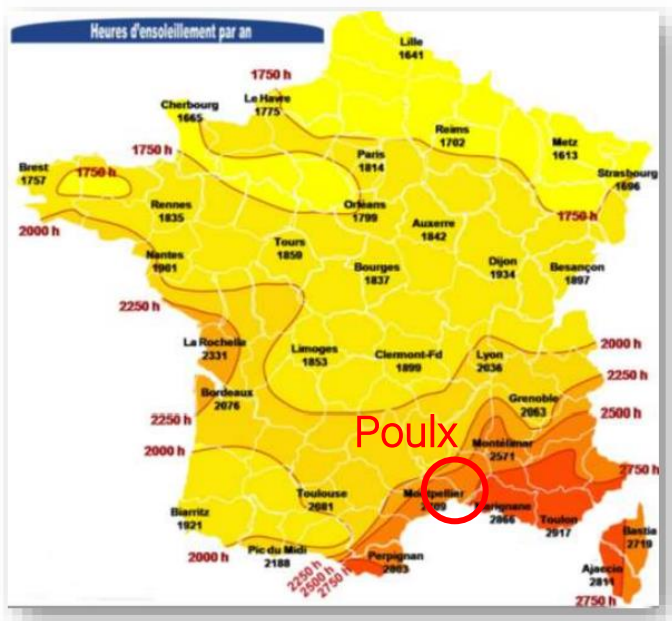 Heures d'ensoleillement par an
Lille
1641
1750 h
Le Havre
1775
Cherbourg
1665
Reims
1702
Metz
1613
1750 h
Paris
1814
Brest
1757
1750 h
Strasbourg
1696
Rennes
1835
Orléans
1799
1750 h
Auxerre
1842
2000 h
Nantes
1961
Tours
1859
Bourges
1837
Dijon
1934
Besançon
1897
2250 h
La Rochelle
2331
Limoges
1853
Clermont-Fd
1899
Lyon
2036
2000 h
2250 h
Bordeaux
2076
Grenoble
2063
2500 h
2250 h
Poulx
Montélimar
2571
2000 h
2750 h
Toulouse
2081
Montpellier
Marignane
2866
Biarritz
1921
Toulon
2917
Bastia
2719
2000 h
Pic du Midi
2188
Perpignan
2250 h
2500 h
2750 h
Ajaccio
2811
2750 h